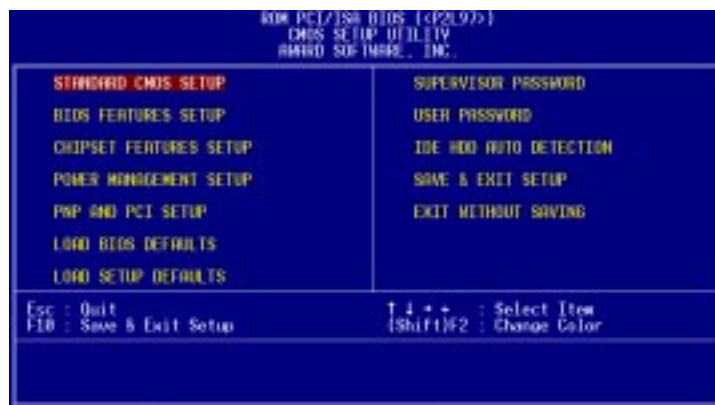 ROM PCI/ISA BIOS (<P2L97>)
CMOS SETUP UTILITY
AWARD SOFTWARE, INC.
STANDARD CMOS SETUP
BIOS FEATURES SETUP
CHIPSET FEATURES SETUP
POWER MANAGEMENT SETUP
PNP AND PCI SETUP
LOAD BIOS DEFAULTS
LOAD SETUP DEFAULTS
SUPERVISOR PASSWORD
USER PASSWORD
IDE HDD AUTO DETECTION
SAVE & EXIT SETUP
EXIT WITHOUT SAVING
Esc : Quit
F10 : Save & Exit Setup
↑ ↓ → ← : Select Item
(Shift)F2 : Change Color